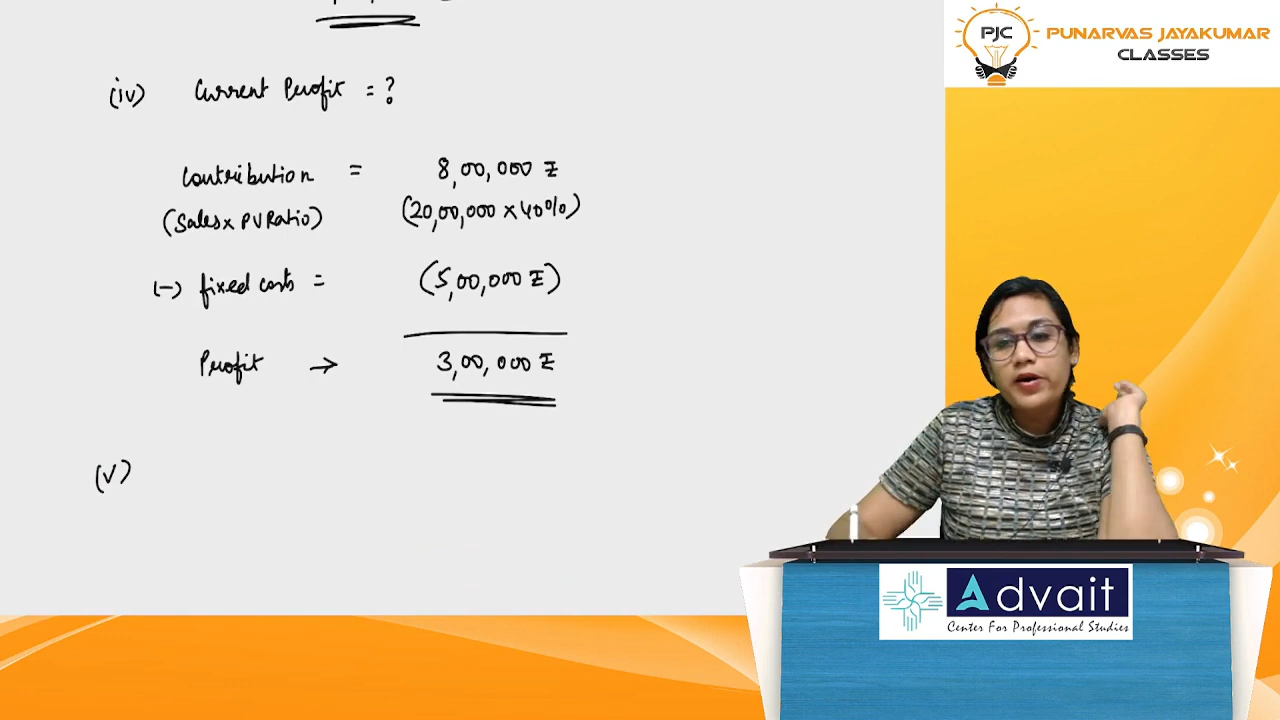 PJC
PUNARVAS JAYAKUMAR
CLASSES
(iv) Current Profit = ?
Contribution = 8,00,000 Z
(Sales x PV Ratio) (20,00,000 x 40%)
(-) fixed costs = (5,00,000 Z)
Profit → 3,00,000 Z
(v)
Advait
Center For Professional Studies